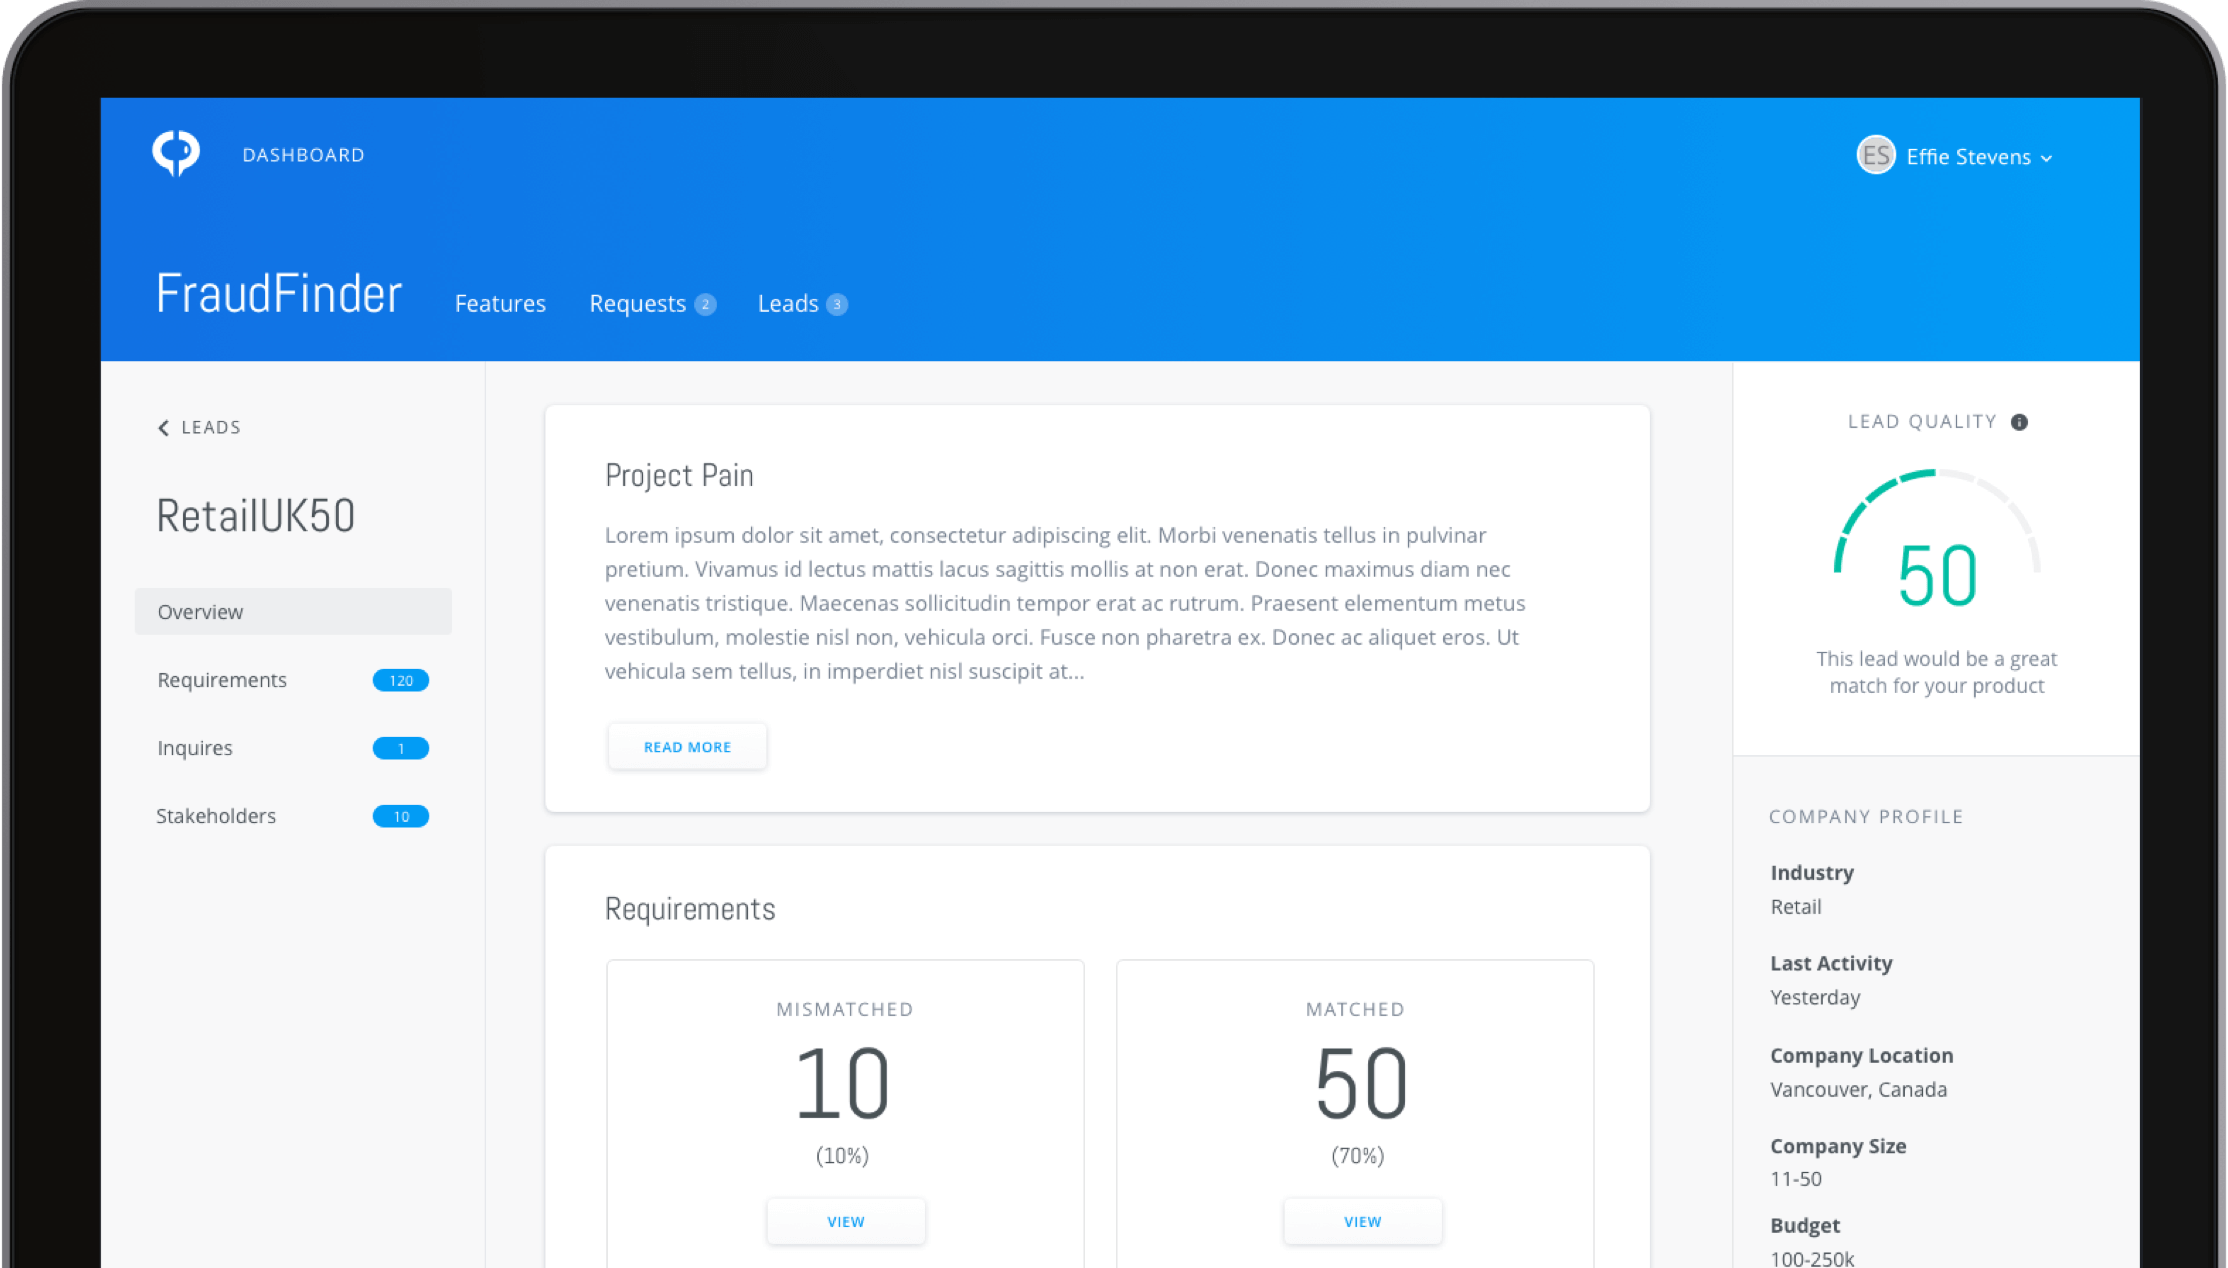 DASHBOARD
ES Effie Stevens
FraudFinder
Features
Requests 2
Leads 3
LEADS
RetailUK50
Overview
Requirements 120
Inquires 1
Stakeholders 10
Project Pain
Lorem ipsum dolor sit amet, consectetur adipiscing elit. Morbi venenatis tellus in pulvinar
pretium. Vivamus id lectus mattis lacus sagittis mollis at non erat. Donec maximus diam nec
venenatis tristique. Maecenas sollicitudin tempor erat ac rutrum. Praesent elementum metus
vestibulum, molestie nisl non, vehicula orci. Fusce non pharetra ex. Donec ac aliquet eros. Ut
vehicula sem tellus, in imperdiet nisl suscipit at...
READ MORE
Requirements
MISMATCHED
10
(10%)
VIEW
MATCHED
50
(70%)
VIEW
LEAD QUALITY i
50
This lead would be a great
match for your product
COMPANY PROFILE
Industry
Retail
Last Activity
Yesterday
Company Location
Vancouver, Canada
Company Size
11-50
Budget
100-250k